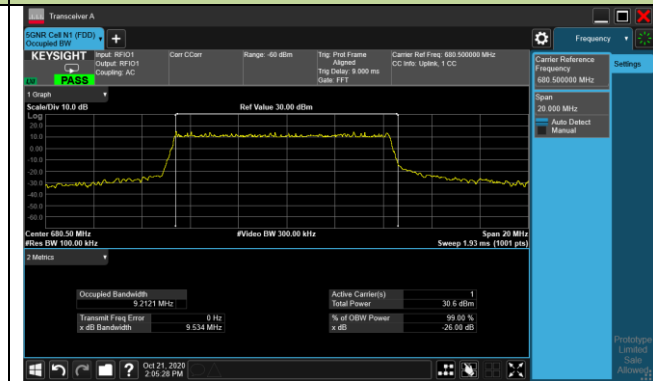 Transceiver A
5GNR Cell N1 (FDD)
Occupied BW
Frequency
KEYSIGHT
LXI
PASS
Input: RFIO1
Output: RFIO1
Coupling: AC
Corr CCorr
Range: -60 dBm
Trig: Prot Frame
Aligned
Trig Delay: 9.000 ms
Gate: FFT
Carrier Ref Freq: 680.500000 MHz
CC Info: Uplink, 1 CC
Carrier Reference
Frequency
680.500000 MHz
Settings
Span
20.000 MHz
Auto Detect
Manual
1 Graph
Scale/Div 10.0 dB
Ref Value 30.00 dBm
Log
20.0
10.0
0.00
-10.0
-20.0
-30.0
-40.0
-50.0
-60.0
Center 680.50 MHz
#Video BW 300.00 kHz
Span 20 MHz
#Res BW 100.00 kHz
Sweep 1.93 ms (1001 pts)
2 Metrics
Occupied Bandwidth
9.2121 MHz
Active Carrier(s)
1
Total Power
30.6 dBm
Transmit Freq Error
0 Hz
% of OBW Power
99.00 %
x dB Bandwidth
9.534 MHz
x dB
-26.00 dB
Oct 21, 2020
2:05:28 PM
Prototype
Limited
Sale
Allowed